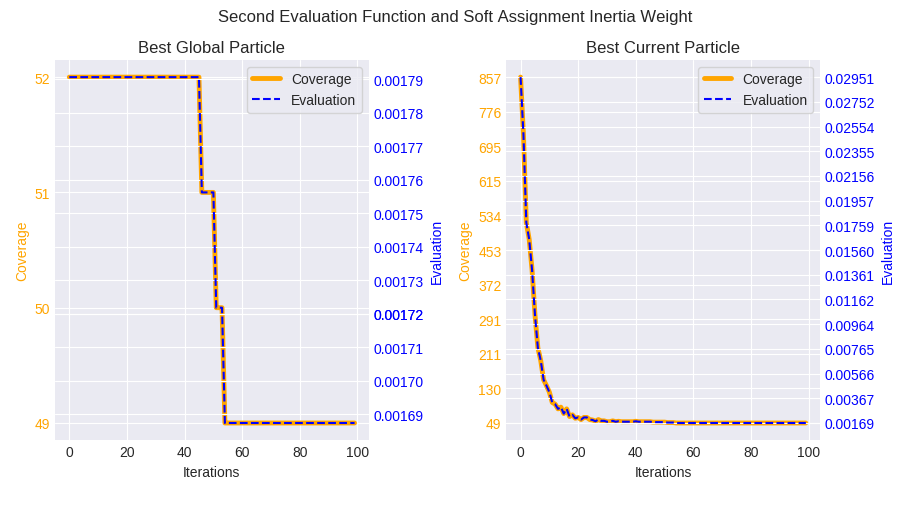 Second Evaluation Function and Soft Assignment Inertia Weight
Best Global Particle
Coverage
52
51
50
49
Coverage
Evaluation
0.00179
0.00178
0.00177
0.00176
0.00175
0.00174
0.00173
0.00172
0.00171
0.00170
0.00169
Evaluation
0 20 40 60 80 100
Iterations
Best Current Particle
Coverage
857
776
695
615
534
453
372
291
211
130
49
Coverage
Evaluation
0.02951
0.02752
0.02554
0.02355
0.02156
0.01957
0.01759
0.01560
0.01361
0.01162
0.00964
0.00765
0.00566
0.00367
0.00169
Evaluation
0 20 40 60 80 100
Iterations